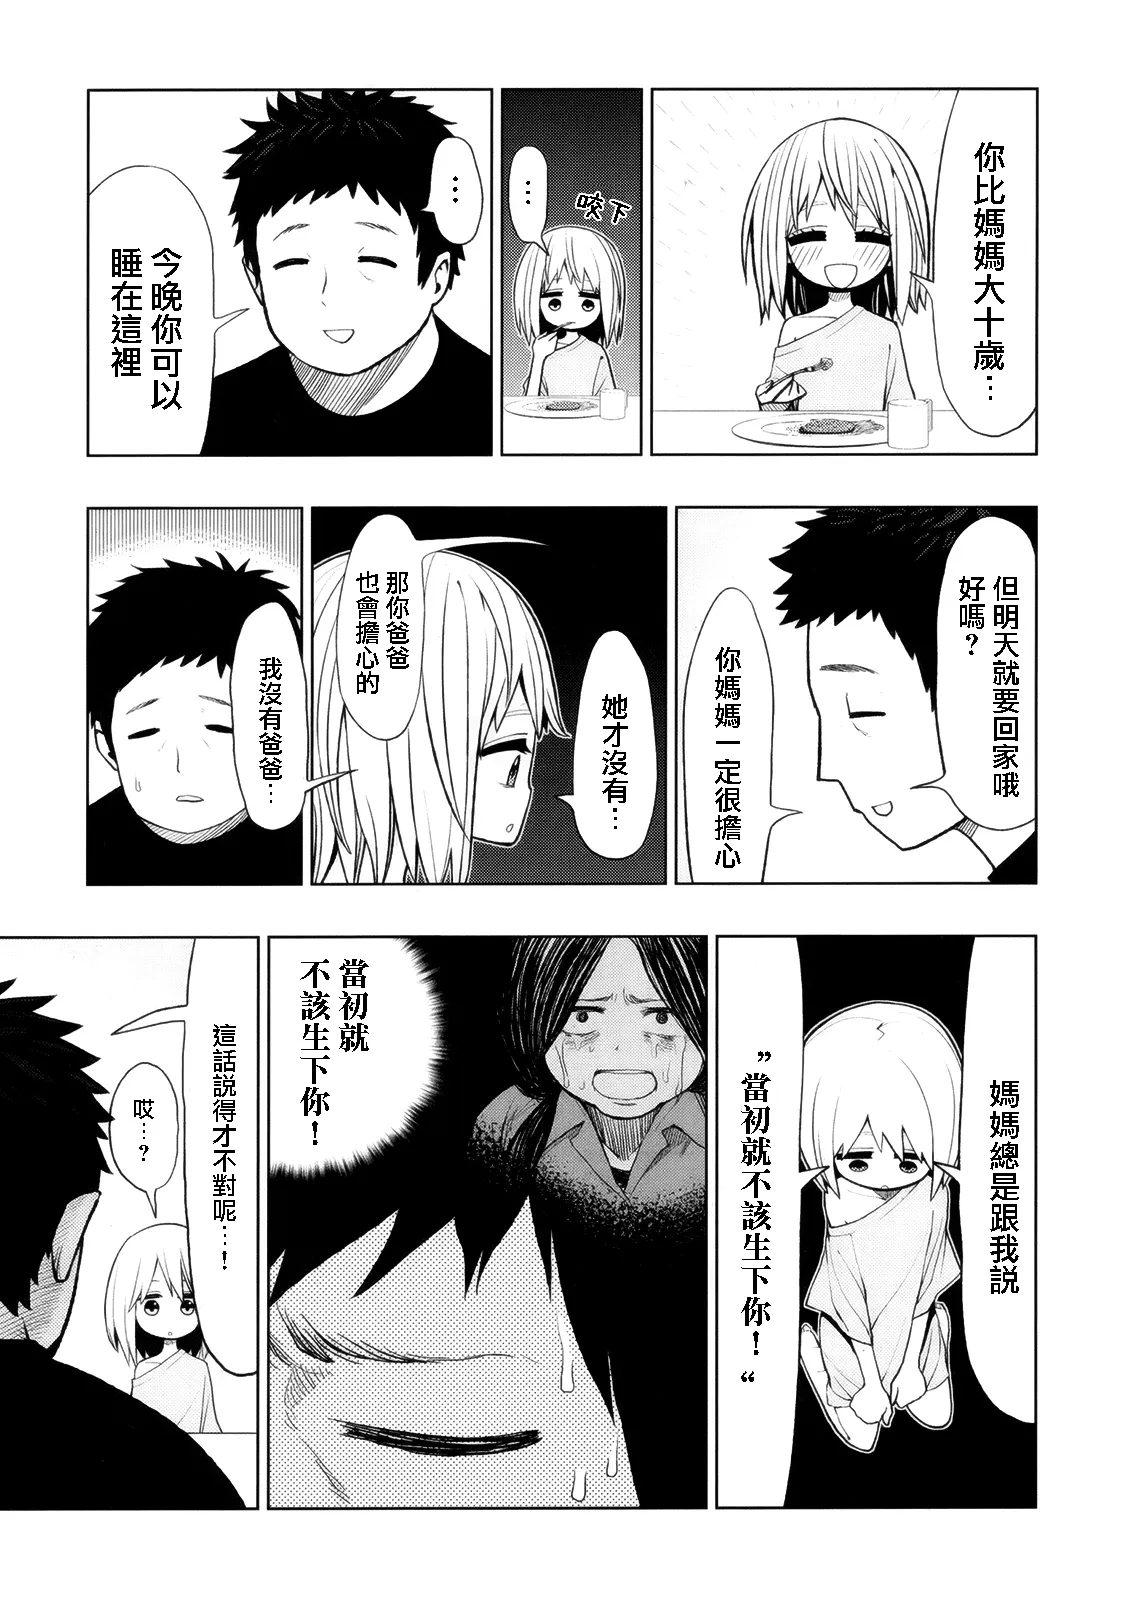 你比媽媽大十歲…
咬下
…
…
今晚你可以
睡在這裡
但明天就要回家哦
好嗎?
你媽媽一定很擔心
她才沒有…
那你爸爸
也會擔心的
我沒有爸爸…
媽媽總是跟我説
”當初就不該生下你！“
當初就
不該生下你！
這話説得才不對呢…！
哎…?